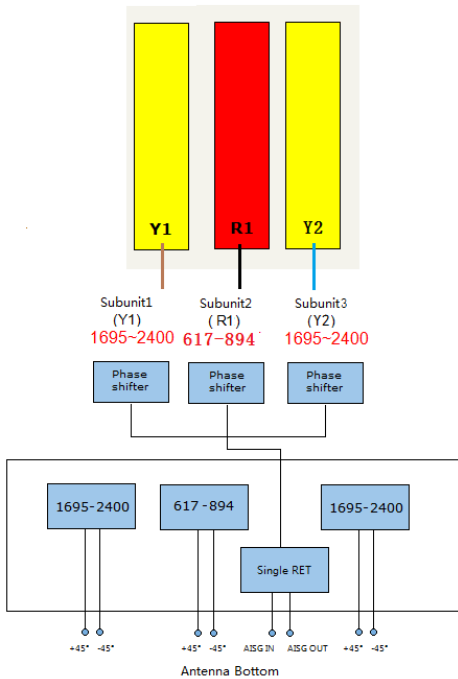 Y1 R1 Y2
Subunit1 Subunit2 Subunit3
(Y1) (R1) (Y2)
1695~2400 617-894 1695~2400
Phase shifter Phase shifter Phase shifter
1695-2400 617 -894 1695-2400
Single RET
+45° -45° +45° -45° AISG IN AISG OUT +45° -45°
Antenna Bottom